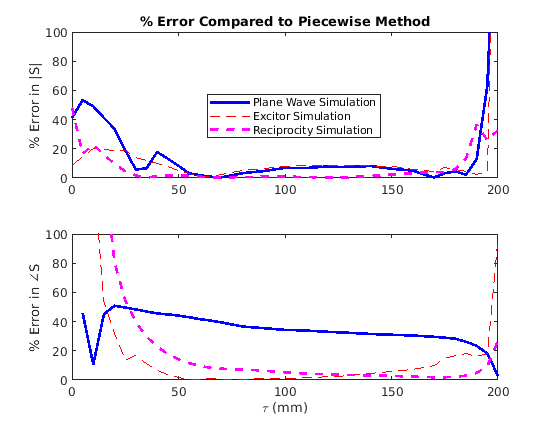 % Error Compared to Piecewise Method
% Error in |S|
100
80
60
40
20
0
Plane Wave Simulation
Excitor Simulation
Reciprocity Simulation
0 50 100 150 200
% Error in ∠S
100
80
60
40
20
0
0 50 100 150 200
τ (mm)